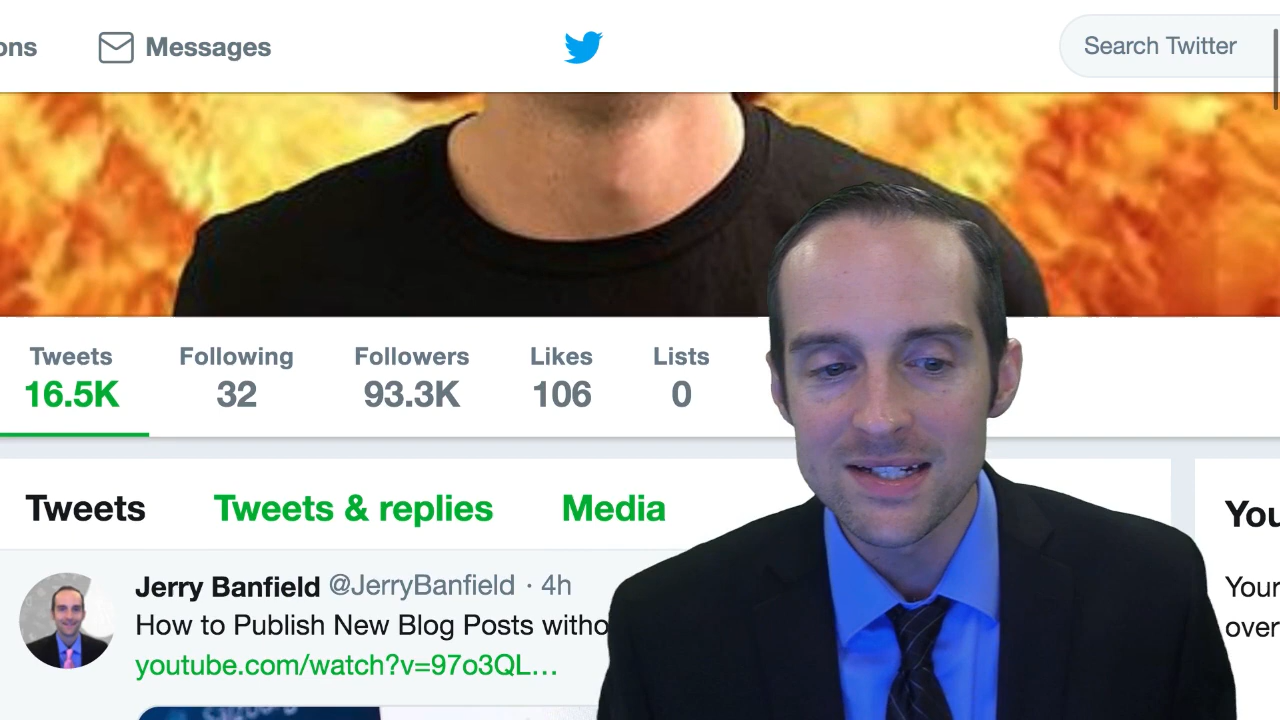 ons Messages Search Twitter
Tweets Following Followers Likes Lists
16.5K 32 93.3K 106 0
Tweets Tweets & replies Media
You
Jerry Banfield @JerryBanfield · 4h
Your
How to Publish New Blog Posts witho
over
youtube.com/watch?v=97o3QL...